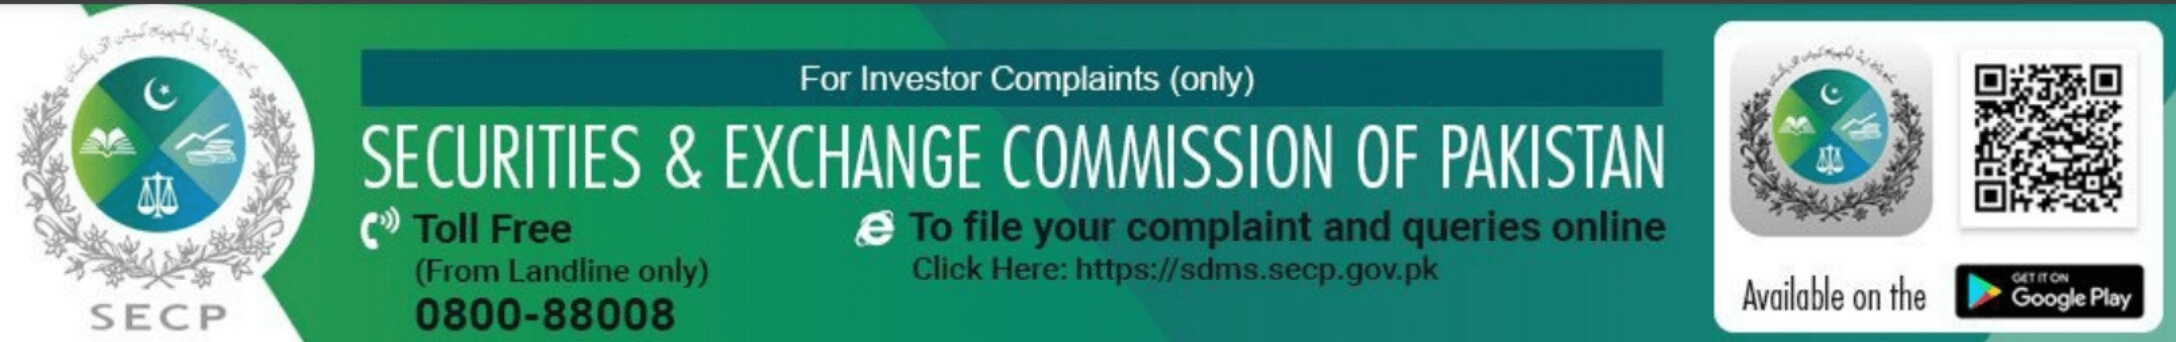 For Investor Complaints (only)
SECURITIES & EXCHANGE COMMISSION OF PAKISTAN
Toll Free
(From Landline only)
0800-88008
To file your complaint and queries online
Click Here: https://sdms.secp.gov.pk
SECP
Available on the
GET IT ON
Google Play